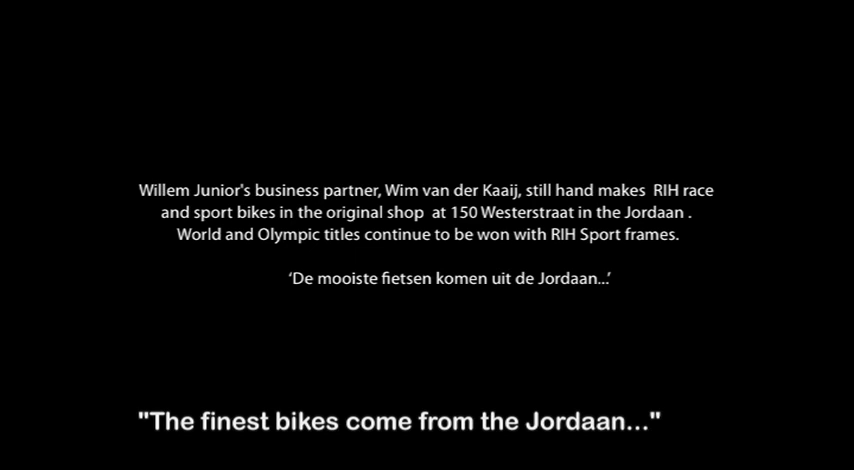 Willem Junior's business partner, Wim van der Kaaij, still hand makes  RIH race
and sport bikes in the original shop  at 150 Westerstraat in the Jordaan .
World and Olympic titles continue to be won with RIH Sport frames.
‘De mooiste fietsen komen uit de Jordaan...’
"The finest bikes come from the Jordaan..."